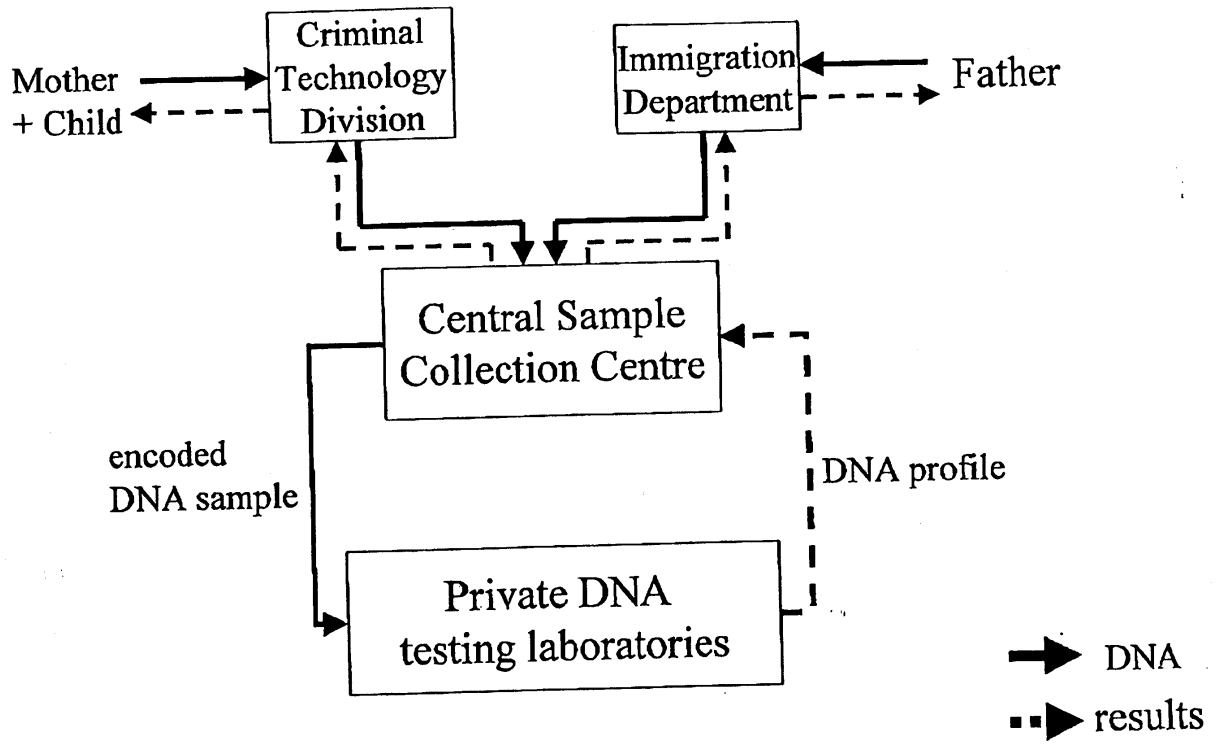 Mother
+ Child
Criminal
Technology
Division
Immigration
Department
Father
Central Sample
Collection Centre
encoded
DNA sample
DNA profile
Private DNA
testing laboratories
DNA
results